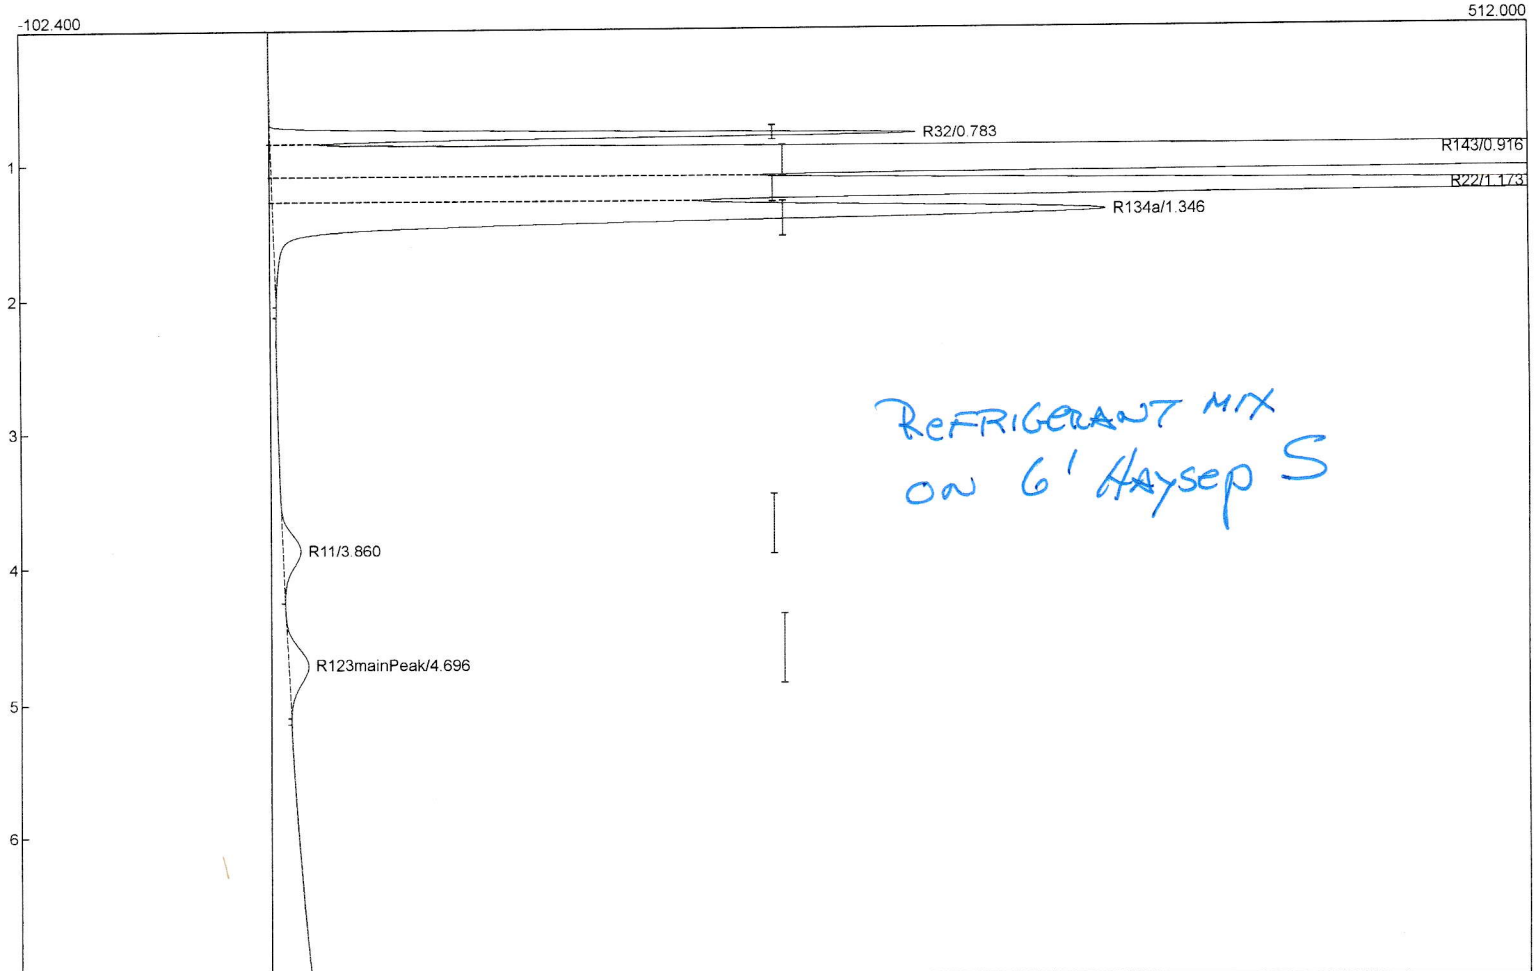 -102.400 512.000
R32/0.783
R143/0.916
1
R22/1.173
R134a/1.346
2
REFRIGERANT MIX
3
ON 6' HAYSEP S
R11/3.860
4
R123mainPeak/4.696
5
6